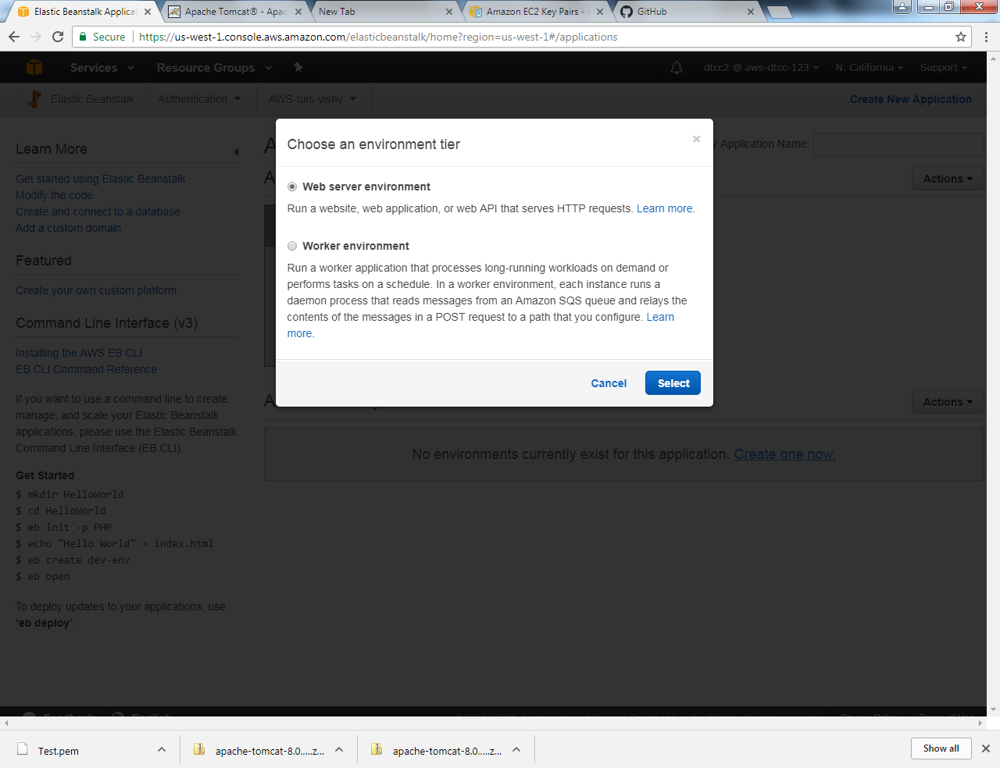 Elastic Beanstalk Applicat
Apache Tomcat® - Apac
New Tab
Amazon EC2 Key Pairs -
GitHub
Secure
https://us-west-1.console.aws.amazon.com/elasticbeanstalk/home?region=us-west-1#/applications
Services
Resource Groups
dtcc2 @ aws-dtcc-123
N. California
Support
Elastic Beanstalk
Authentication
AWS-tuts-vishy
Create New Application
Learn More
Get started using Elastic Beanstalk
Modify the code
Create and connect to a database
Add a custom domain
Featured
Create your own custom platform
Command Line Interface (v3)
Installing the AWS EB CLI
EB CLI Command Reference
If you want to use a command line to create,
manage, and scale your Elastic Beanstalk
applications, please use the Elastic Beanstalk
Command Line Interface (EB CLI).
Get Started
$ mkdir HelloWorld
$ cd HelloWorld
$ eb init -p PHP
$ echo "Hello World" > index.html
$ eb create dev-env
$ eb open
To deploy updates to your applications, use
‘eb deploy’.
Application Name:
Actions
Choose an environment tier
×
Web server environment
Run a website, web application, or web API that serves HTTP requests. Learn more.
Worker environment
Run a worker application that processes long-running workloads on demand or
performs tasks on a schedule. In a worker environment, each instance runs a
daemon process that reads messages from an Amazon SQS queue and relays the
contents of the messages in a POST request to a path that you configure. Learn
more.
Cancel
Select
Actions
No environments currently exist for this application. Create one now.
Feedback
English
Privacy Policy
Terms of Use
Test.pem
apache-tomcat-8.0.....z...
apache-tomcat-8.0.....z...
Show all